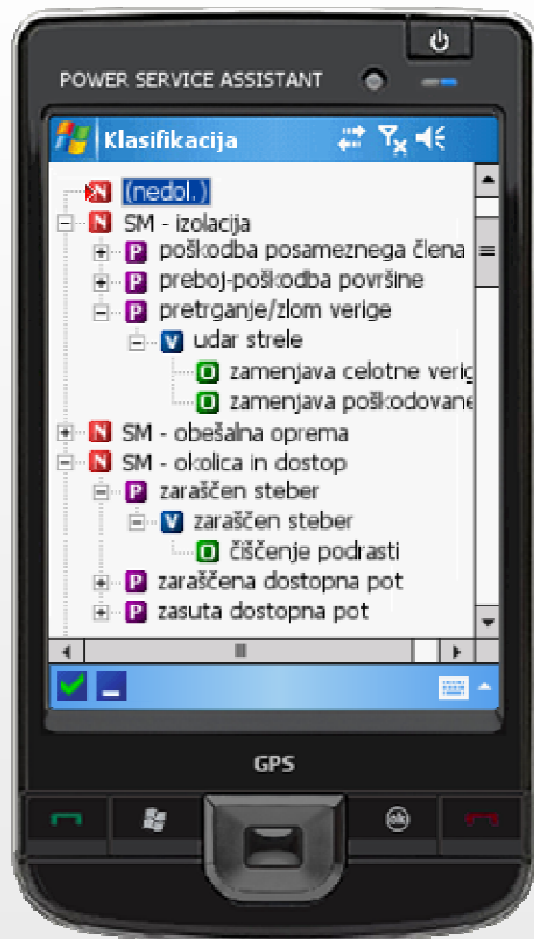 POWER SERVICE ASSISTANT
Klasifikacija
N (nedol.)
N SM - izolacija
P poškodba posameznega člena
P preboj-poškodba površine
P pretrganje/zlom verige
V udar strele
O zamenjava celotne verig
O zamenjava poškodovane
N SM - obešalna oprema
N SM - okolica in dostop
P zaraščen steber
V zaraščen steber
O čiščenje podrasti
P zaraščena dostopna pot
P zasuta dostopna pot
GPS
ok